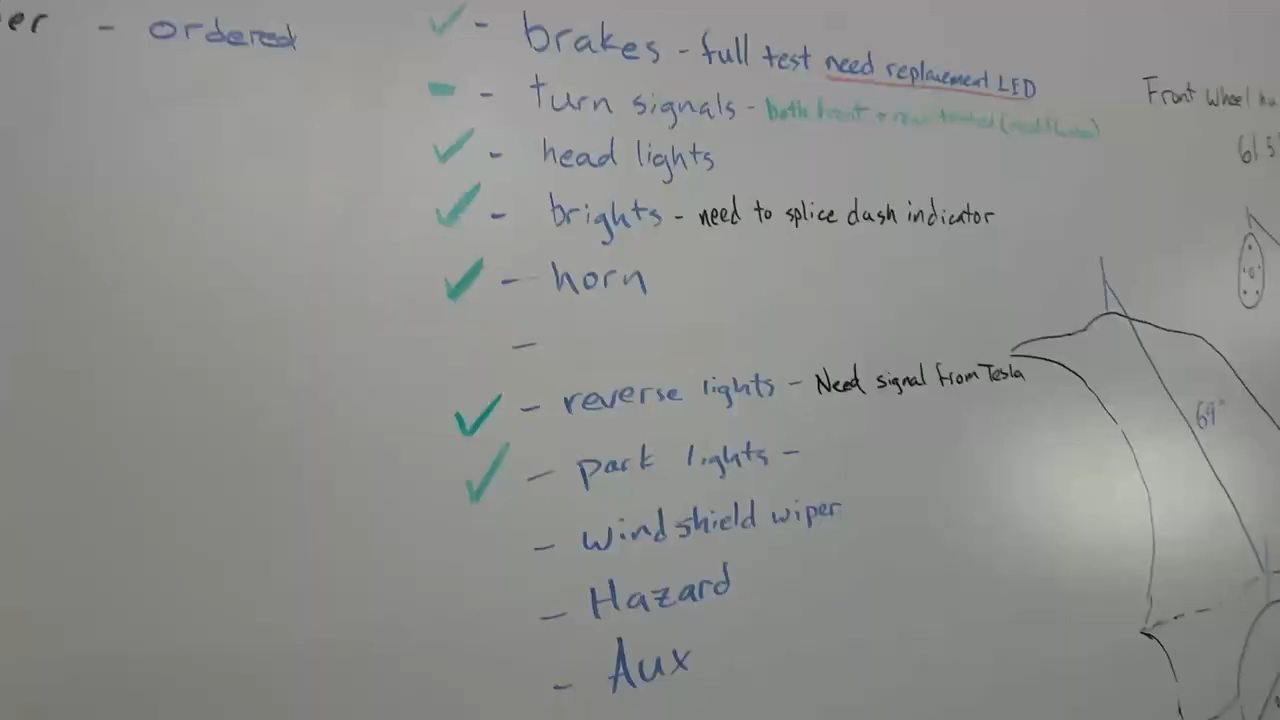 er - ordered
✓ - brakes - full test need replacement LED
- turn signals - both front + rear tested
✓ - head lights
✓ - brights - need to splice dash indicator
✓ - horn
-
✓ - reverse lights - Need signal from Tesla
✓ - park lights -
- windshield wiper
- Hazard
- Aux
Front Wheel
61.5
69"